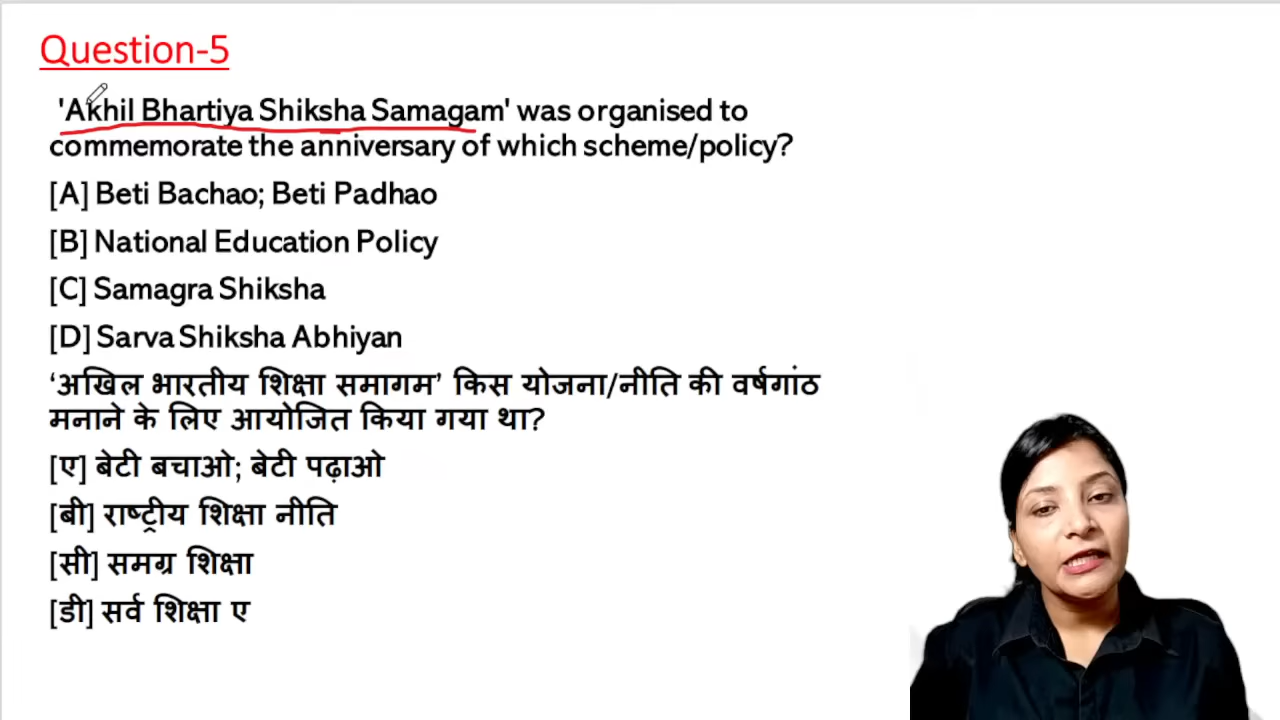 Question-5
'Akhil Bhartiya Shiksha Samagam' was organised to
commemorate the anniversary of which scheme/policy?
[A] Beti Bachao; Beti Padhao
[B] National Education Policy
[C] Samagra Shiksha
[D] Sarva Shiksha Abhiyan
‘अखिल भारतीय शिक्षा समागम’ किस योजना/नीति की वर्षगांठ
मनाने के लिए आयोजित किया गया था?
[ए] बेटी बचाओ; बेटी पढ़ाओ
[बी] राष्ट्रीय शिक्षा नीति
[सी] समग्र शिक्षा
[डी] सर्व शिक्षा ए